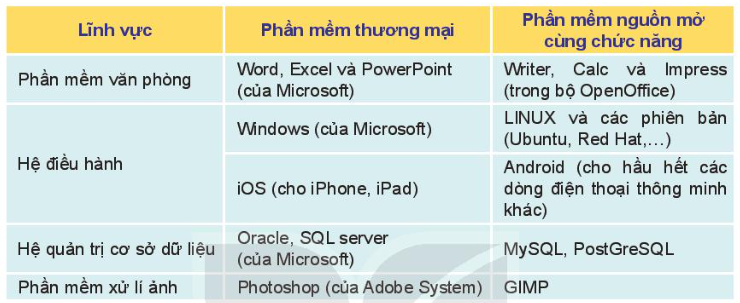 Lĩnh vực
Phần mềm thương mại
Phần mềm nguồn mở
cùng chức năng
Phần mềm văn phòng
Word, Excel và PowerPoint
(của Microsoft)
Writer, Calc và Impress
(trong bộ OpenOffice)
Hệ điều hành
Windows (của Microsoft)
LINUX và các phiên bản
(Ubuntu, Red Hat,...)
iOS (cho iPhone, iPad)
Android (cho hầu hết các
dòng điện thoại thông minh
khác)
Hệ quản trị cơ sở dữ liệu
Oracle, SQL server
(của Microsoft)
MySQL, PostGreSQL
Phần mềm xử lí ảnh
Photoshop (của Adobe System)
GIMP